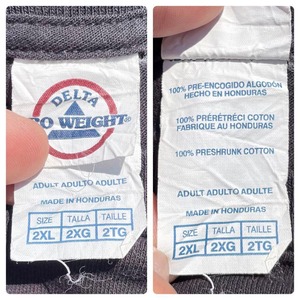 DELTA
PRO WEIGHT®
ADULT ADULTO ADULTE
MADE IN HONDURAS
SIZE TALLA TAILLE
2XL 2XG 2TG
100% PRE-ENCOGIDO ALGODÓN
HECHO EN HONDURAS
100% PRÉRÉTRÉCI COTON
FABRIQUE AU HONDURAS
100% PRESHRUNK COTTON
ADULT ADULTO ADULTE
MADE IN HONDURAS
SIZE TALLA TAILLE
2XL 2XG 2TG